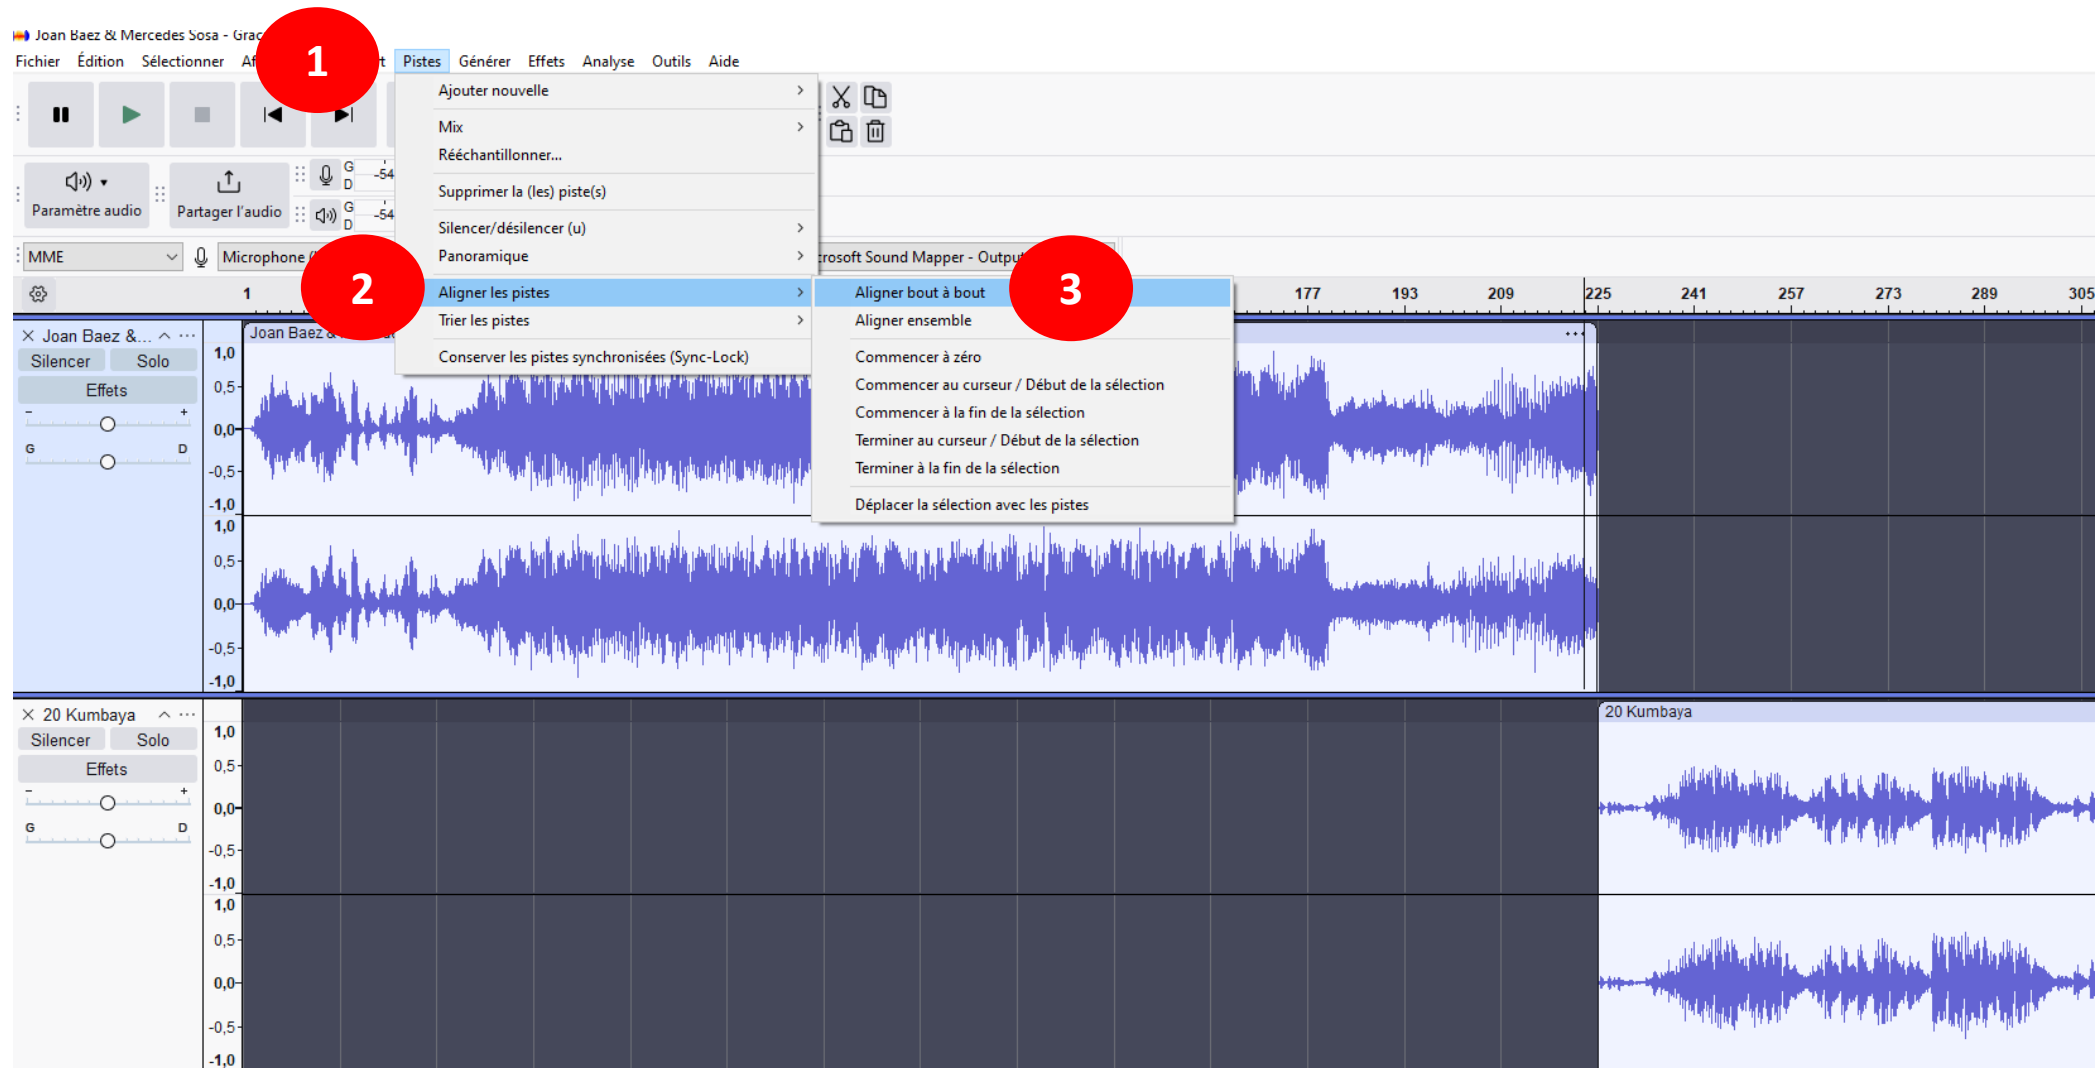 Joan Baez & Mercedes Sosa - Grac
Fichier Édition Sélectionner Af 1 t Pistes Générer Effets Analyse Outils Aide
Ajouter nouvelle
Mix
Rééchantillonner...
Supprimer la (les) piste(s)
Silencer/désilencer (u)
Panoramique
Aligner les pistes
Trier les pistes
Conserver les pistes synchronisées (Sync-Lock)
Aligner bout à bout
Aligner ensemble
Commencer à zéro
Commencer au curseur / Début de la sélection
Commencer à la fin de la sélection
Terminer au curseur / Début de la sélection
Terminer à la fin de la sélection
Déplacer la sélection avec les pistes
2
3
Paramètre audio
Partager l'audio
G
D
-54
G
D
-54
MME
Microphone (
crosoft Sound Mapper - Outpu
1 177 193 209 225 241 257 273 289 305
Joan Baez &...
Silencer Solo
Effets
- +
G D
1,0
0,5
0,0
-0,5
-1,0
1,0
0,5
0,0
-0,5
-1,0
Joan Baez &
20 Kumbaya
Silencer Solo
Effets
- +
G D
1,0
0,5
0,0
-0,5
-1,0
1,0
0,5
0,0
-0,5
-1,0
20 Kumbaya